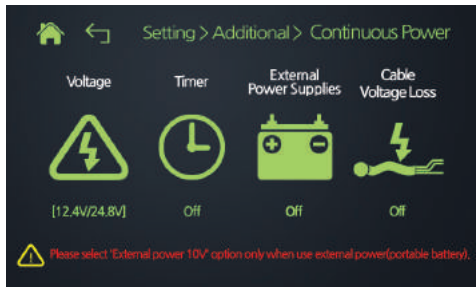 Setting > Additional > Continuous Power
Voltage
Timer
External
Power Supplies
Cable
Voltage Loss
[12.4V/24.8V]
Off
Off
Off
Please select "External power 10V" option only when use external power(portable battery).